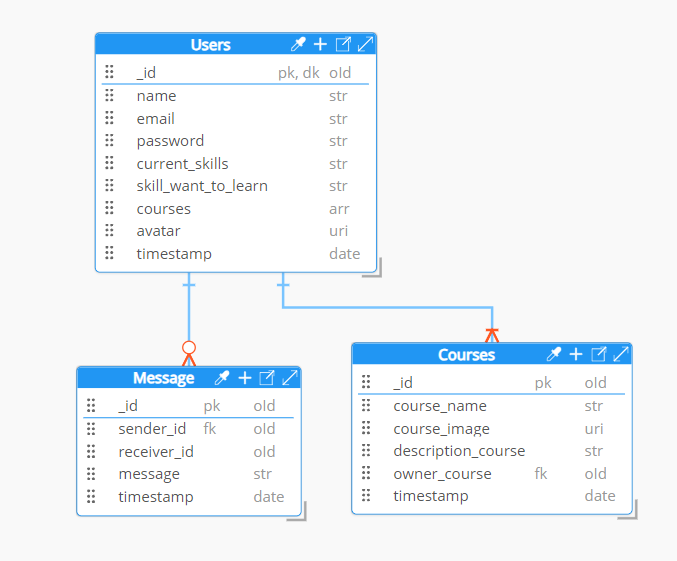 Users
_id pk, dk oId
name str
email str
password str
current_skills str
skill_want_to_learn str
courses arr
avatar uri
timestamp date
Message
_id pk oId
sender_id fk oId
receiver_id oId
message str
timestamp date
Courses
_id pk oId
course_name str
course_image uri
description_course str
owner_course fk oId
timestamp date